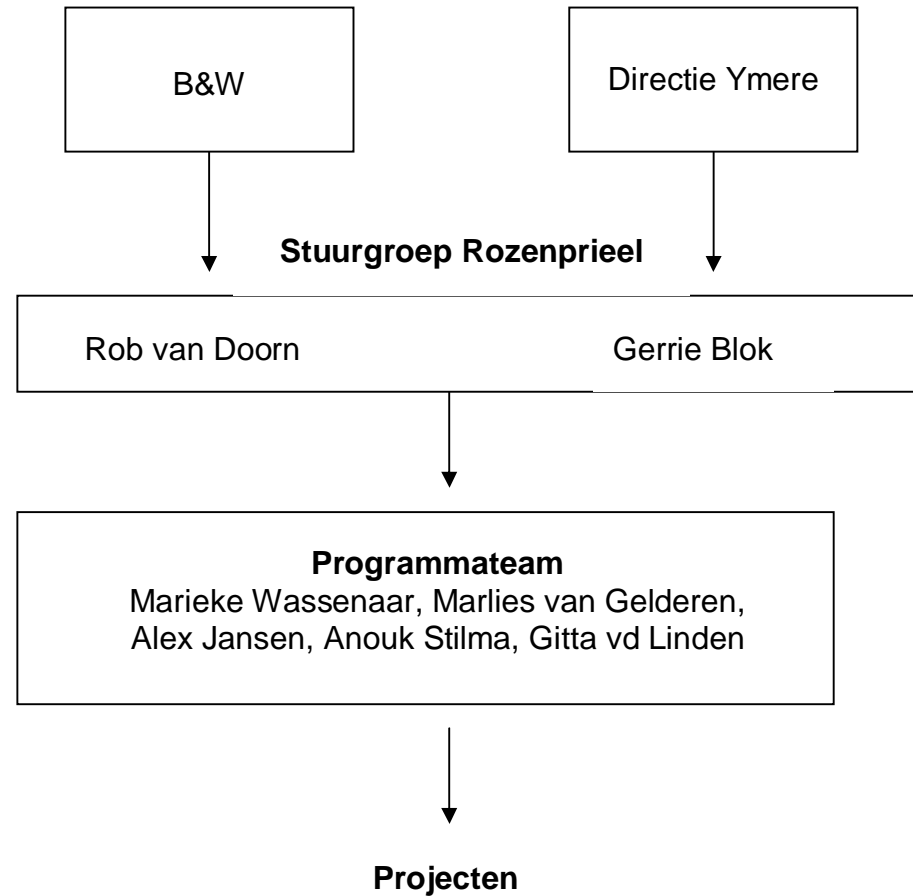 B&W
Directie Ymere
Stuurgroep Rozenprieel
Rob van Doorn
Gerrie Blok
Programmateam
Marieke Wassenaar, Marlies van Gelderen,
Alex Jansen, Anouk Stilma, Gitta vd Linden
Projecten